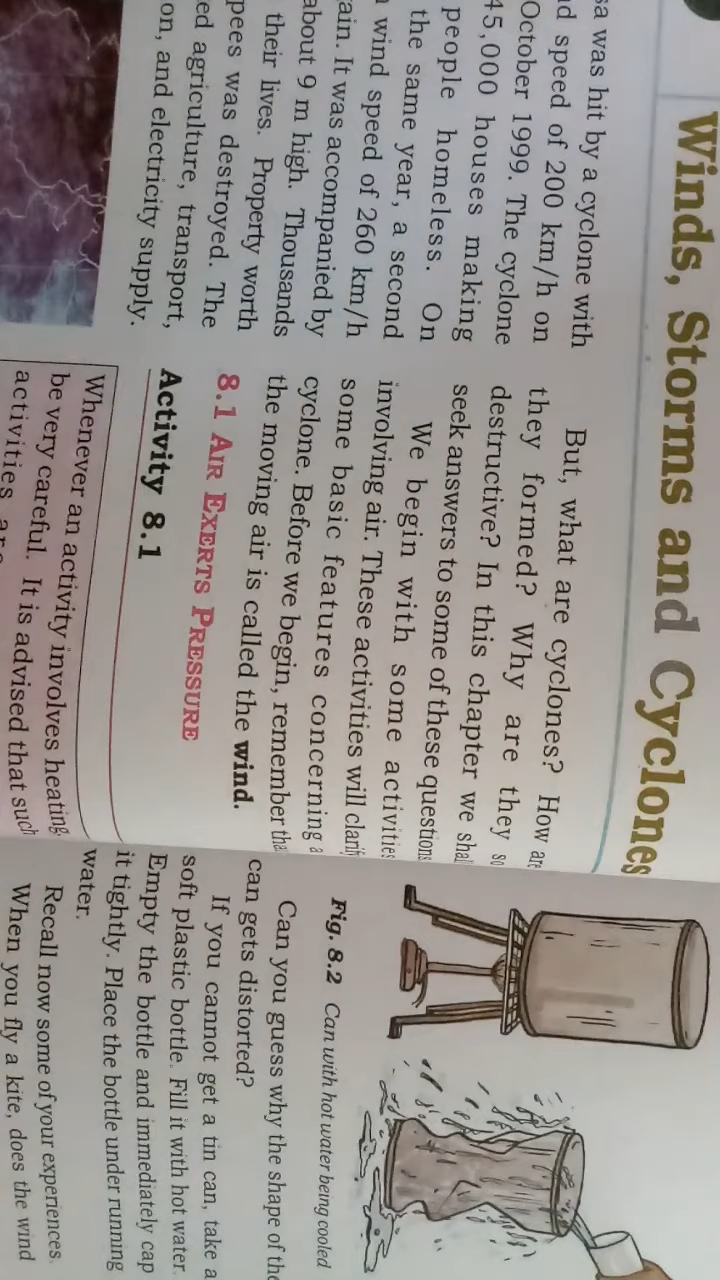 Winds, Storms and Cyclones
sa was hit by a cyclone with
nd speed of 200 km/h on
October 1999. The cyclone
45,000 houses making
people homeless. On
the same year, a second
wind speed of 260 km/h
ain. It was accompanied by
about 9 m high. Thousands
their lives. Property worth
pees was destroyed. The
ed agriculture, transport,
on, and electricity supply.
But, what are cyclones? How are
they formed? Why are they so
destructive? In this chapter we shal
seek answers to some of these questions
We begin with some activities
involving air. These activities will clarif
some basic features concerning a
cyclone. Before we begin, remember tha
the moving air is called the wind.
8.1 AIR EXERTS PRESSURE
Activity 8.1
Whenever an activity involves heating,
be very careful. It is advised that such
activities are
Fig. 8.2 Can with hot water being cooled
Can you guess why the shape of the
can gets distorted?
If you cannot get a tin can, take a
soft plastic bottle. Fill it with hot water.
Empty the bottle and immediately cap
it tightly. Place the bottle under running
water.
Recall now some of your experiences.
When you fly a kite, does the wind